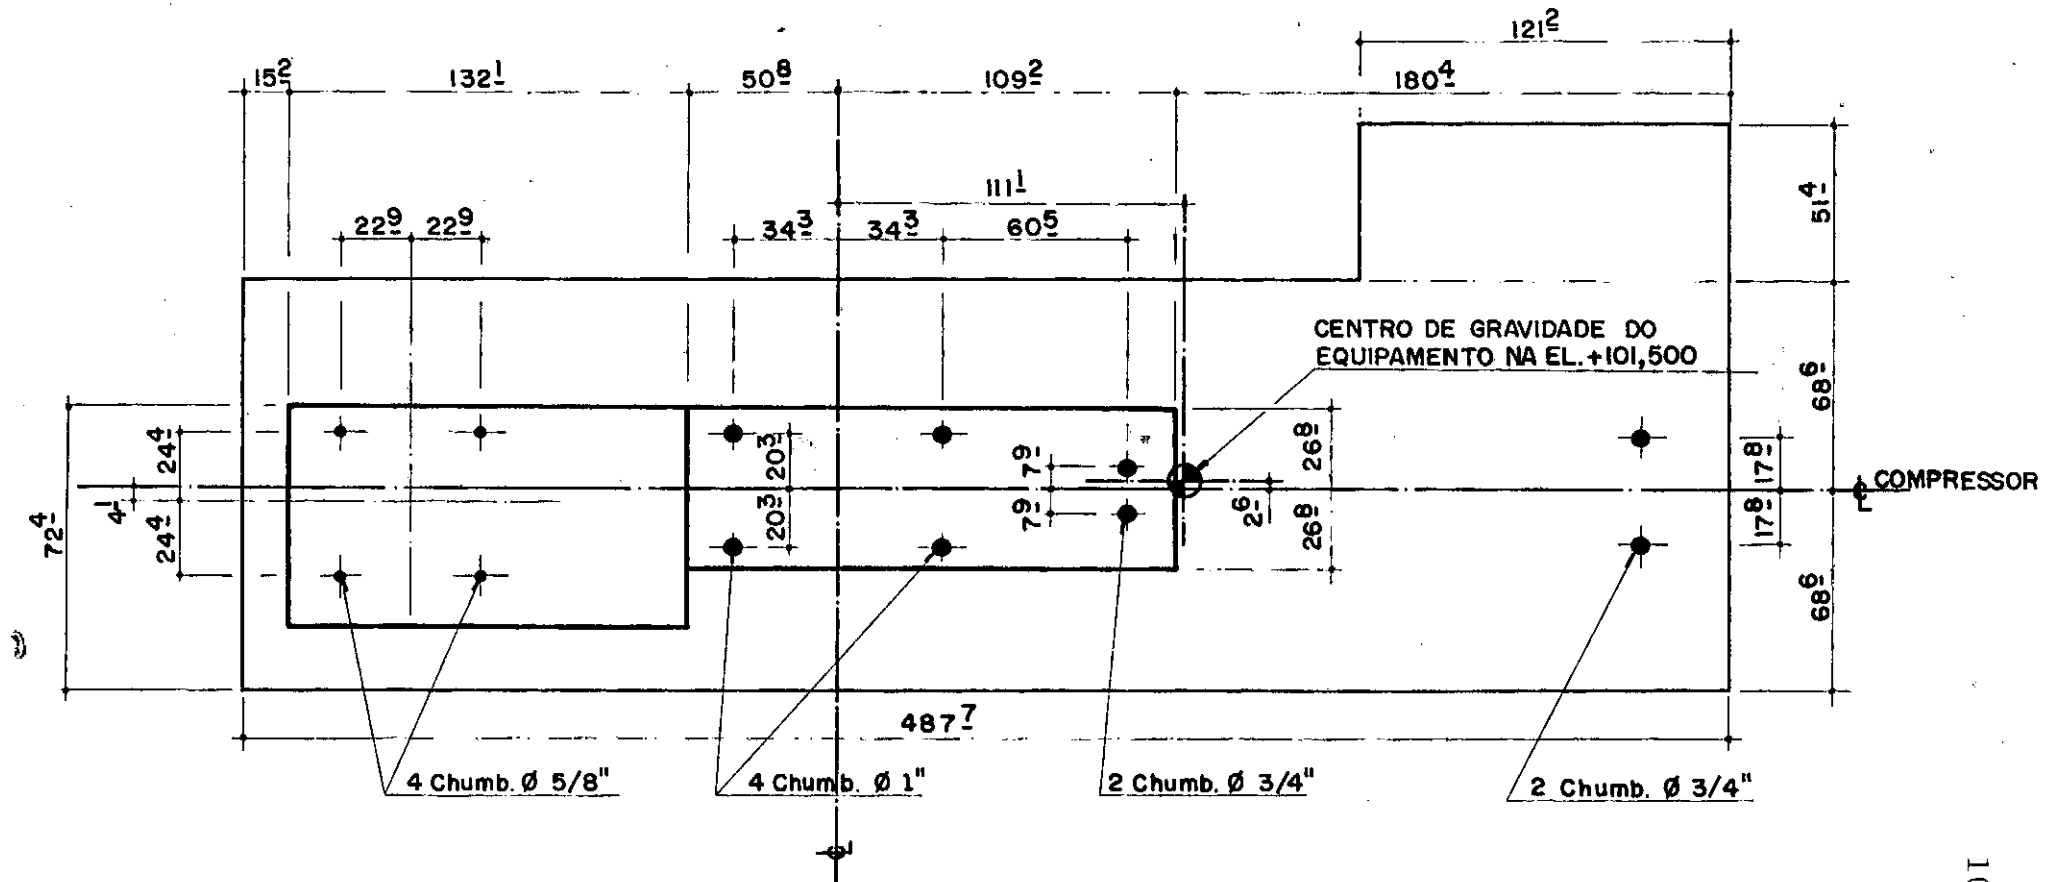 121²
15² 132¹ 50⁸ 109² 180⁴
111¹
22⁹ 22⁹ 34³ 34³ 60⁵
51⁴
CENTRO DE GRAVIDADE DO
EQUIPAMENTO NA EL.+101,500
68⁶
24⁴ 20³ 7⁹ 26⁸ 17⁸
COMPRESSOR
72⁴ 4¹ 24⁴ 20³ 7⁹ 2⁶ 26⁸ 17⁸
68⁶
487⁷
4 Chumb. Ø 5/8" 4 Chumb. Ø 1" 2 Chumb. Ø 3/4" 2 Chumb. Ø 3/4"